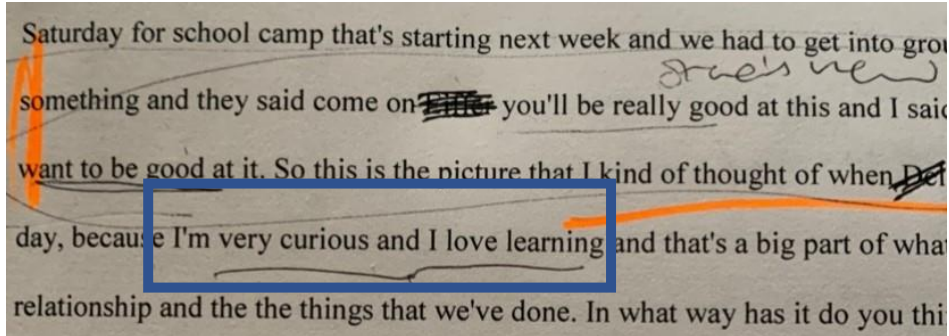 Saturday for school camp that's starting next week and we had to get into grou
something and they said come on you'll be really good at this and I said
want to be good at it. So this is the picture that I kind of thought of when
day, because I'm very curious and I love learning and that's a big part of what
relationship and the the things that we've done. In what way has it do you thi